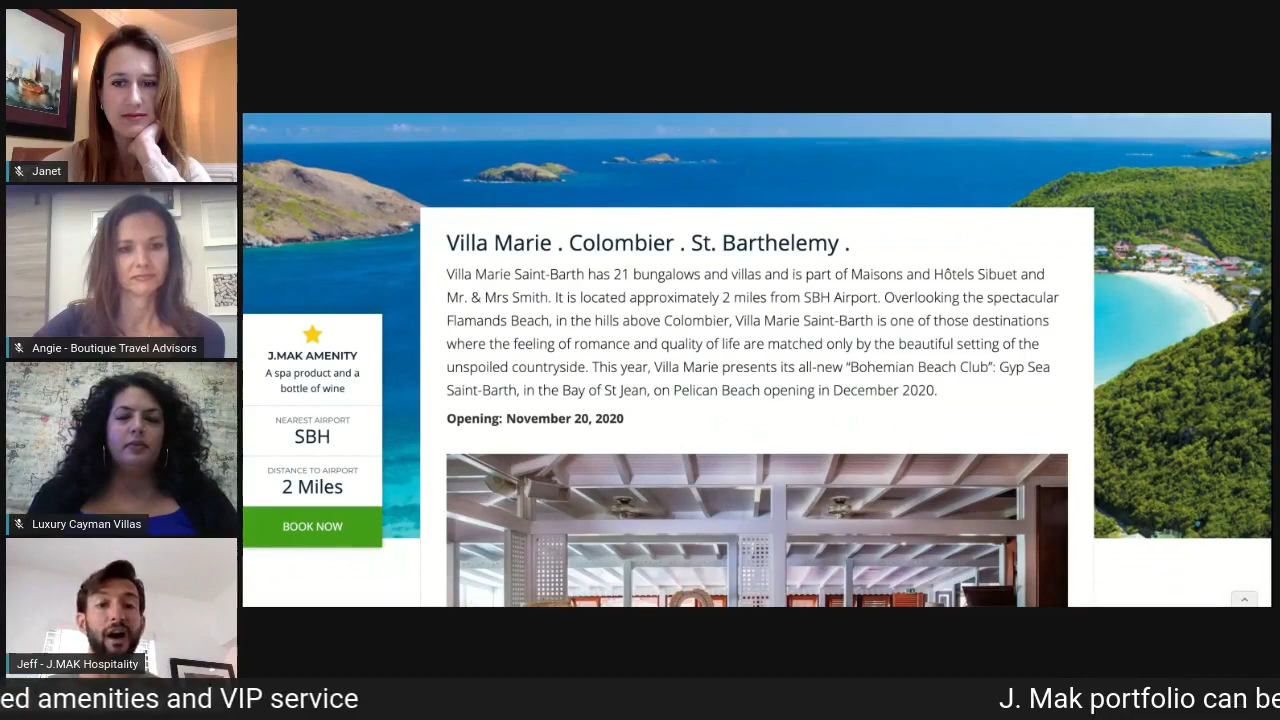 Janet
Angie - Boutique Travel Advisors
Luxury Cayman Villas
Jeff - J.MAK Hospitality
Villa Marie . Colombier . St. Barthelemy .
Villa Marie Saint-Barth has 21 bungalows and villas and is part of Maisons and Hôtels Sibuet and
Mr. & Mrs Smith. It is located approximately 2 miles from SBH Airport. Overlooking the spectacular
Flamands Beach, in the hills above Colombier, Villa Marie Saint-Barth is one of those destinations
where the feeling of romance and quality of life are matched only by the beautiful setting of the
unspoiled countryside. This year, Villa Marie presents its all-new “Bohemian Beach Club”: Gyp Sea
Saint-Barth, in the Bay of St Jean, on Pelican Beach opening in December 2020.
Opening: November 20, 2020
J.MAK AMENITY
A spa product and a
bottle of wine
NEAREST AIRPORT
SBH
DISTANCE TO AIRPORT
2 Miles
BOOK NOW
ed amenities and VIP service
J. Mak portfolio can be